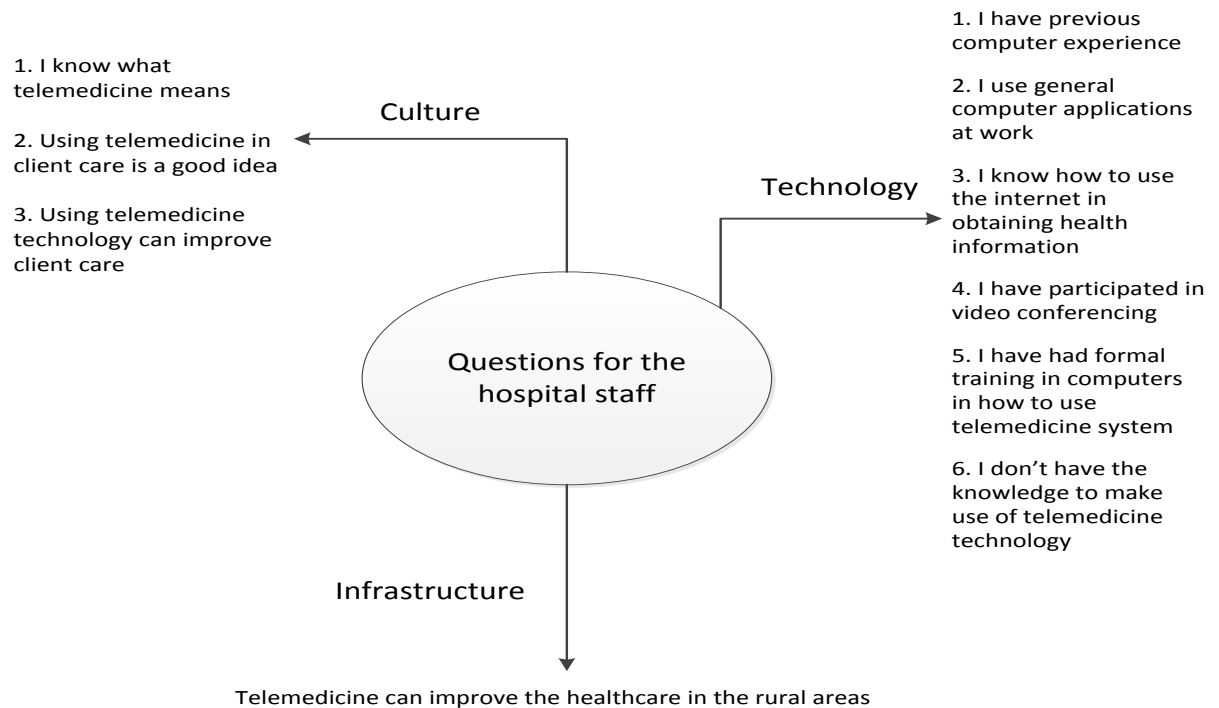 Culture
1. I know what
telemedicine means
2. Using telemedicine in
client care is a good idea
3. Using telemedicine
technology can improve
client care
Technology
1. I have previous
computer experience
2. I use general
computer applications
at work
3. I know how to use
the internet in
obtaining health
information
4. I have participated in
video conferencing
5. I have had formal
training in computers
in how to use
telemedicine system
6. I don’t have the
knowledge to make
use of telemedicine
technology
Questions for the
hospital staff
Infrastructure
Telemedicine can improve the healthcare in the rural areas